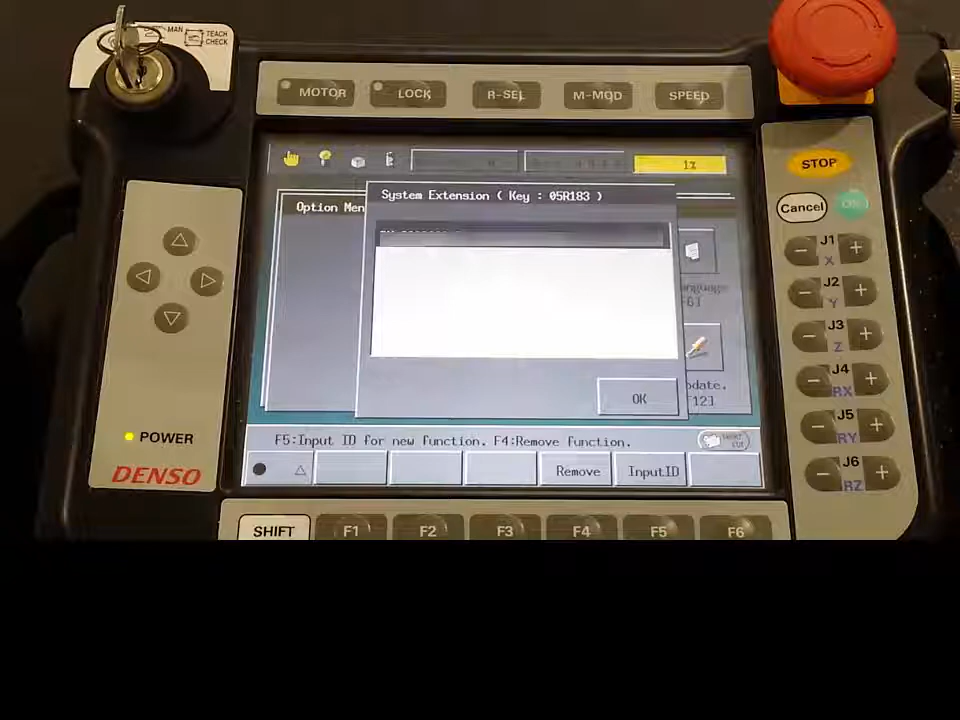 MAN
TEACH
CHECK
MOTOR
LOCK
R-SEL
M-MOD
SPEED
STOP
Cancel
OK
1%
System Extension ( Key : 05R183 )
Option Men
J1
X
J2
Y
J3
Z
J4
RX
J5
RY
J6
RZ
OK
F5:Input ID for new function. F4:Remove function.
Remove
InputID
POWER
DENSO
SHIFT
F1
F2
F3
F4
F5
F6